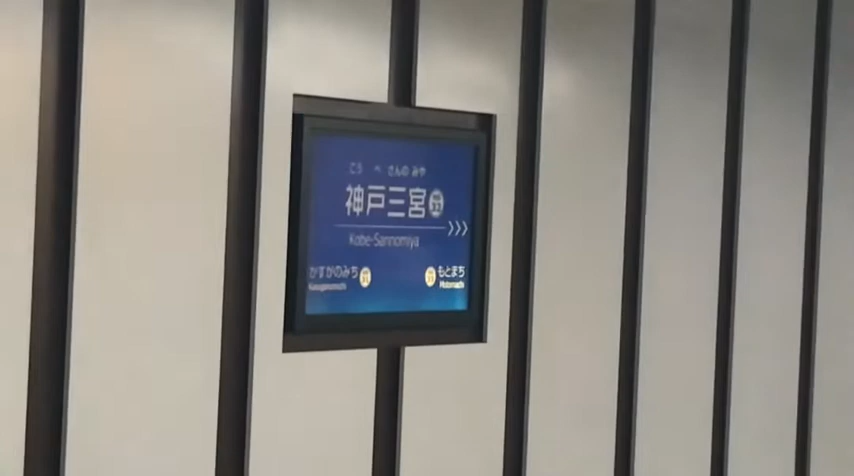 こう べ さんの みや
神戸三宮
Kobe-Sannomiya
>>>
かすがのみち
もとまち
Motomachi